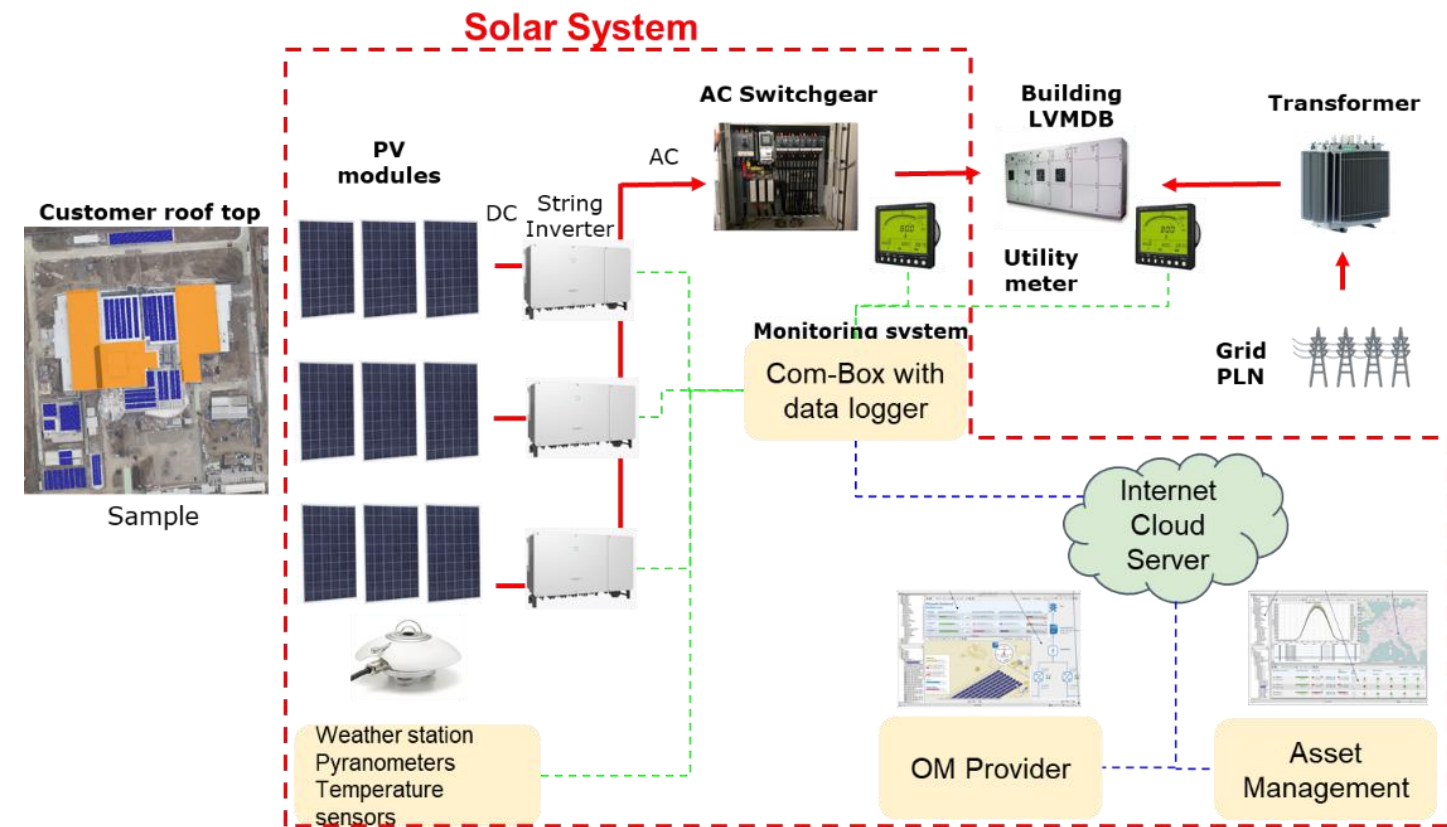 Solar System
AC Switchgear
Building
LVMDB
Transformer
PV
modules
AC
Customer roof top
DC
String
Inverter
Utility
meter
Monitoring system
Com-Box with
data logger
Grid
PLN
Sample
Internet
Cloud
Server
Weather station
Pyranometers
Temperature
sensors
OM Provider
Asset
Management